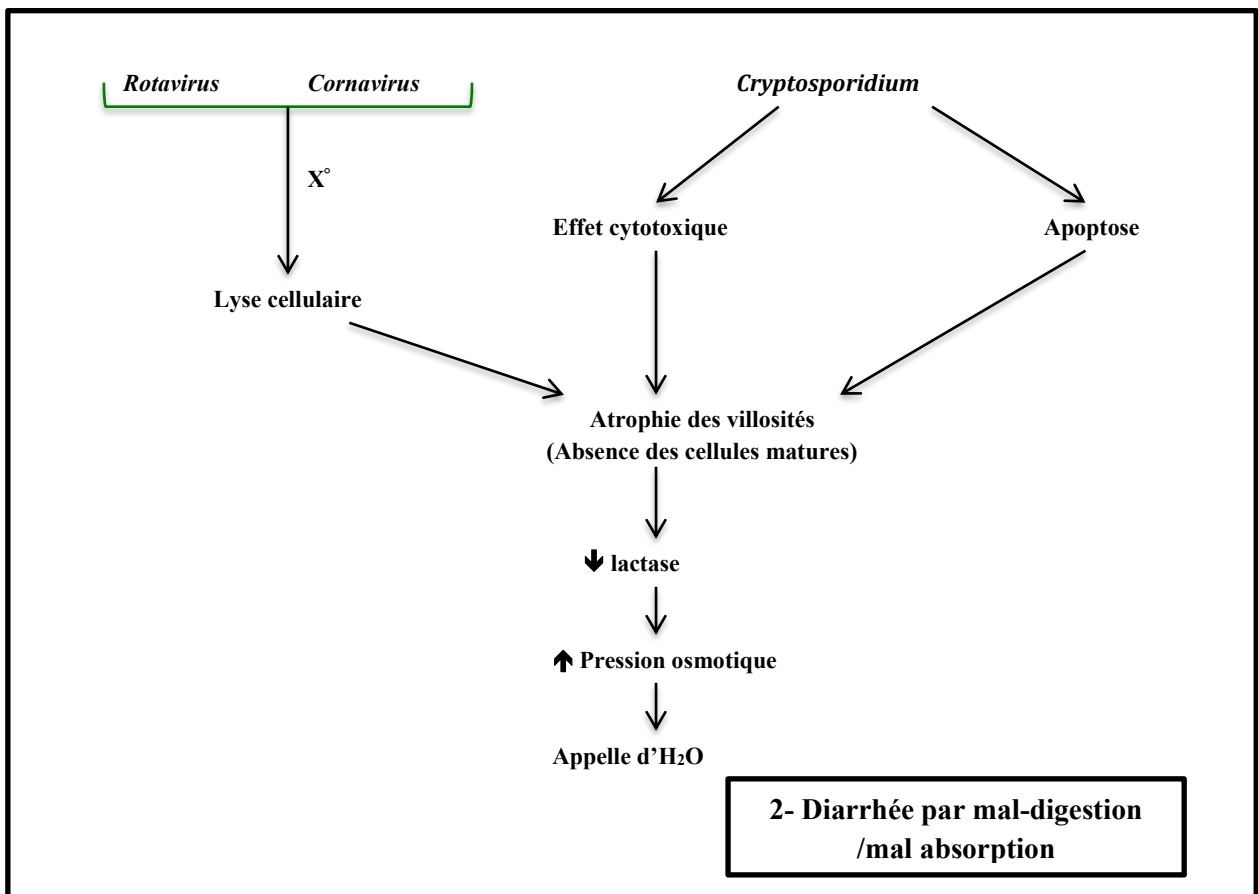 Rotavirus Cornavirus
Cryptosporidium
X°
Effet cytotoxique
Apoptose
Lyse cellulaire
Atrophie des villosités
(Absence des cellules matures)
🡻 lactase
🡹 Pression osmotique
Appelle d’H₂O
2- Diarrhée par mal-digestion
/mal absorption